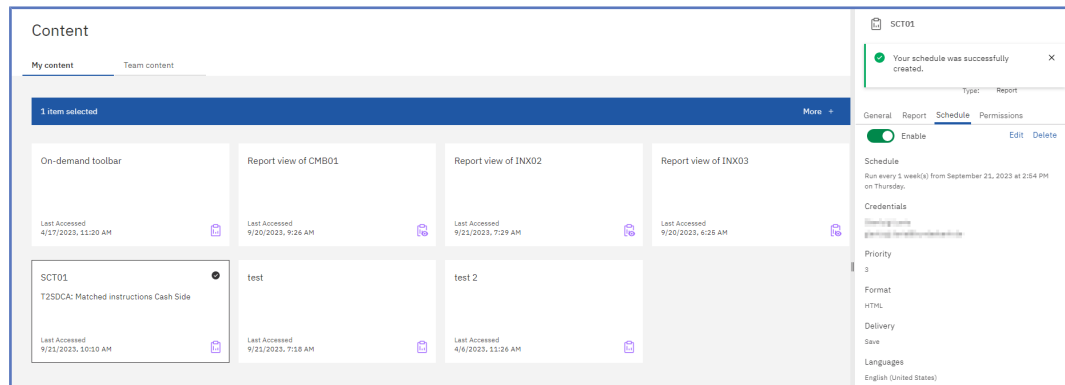 Content
My content Team content
1 item selected More +
On-demand toolbar
Last Accessed
4/17/2023, 11:20 AM
Report view of CMB01
Last Accessed
9/20/2023, 9:26 AM
Report view of INX02
Last Accessed
9/21/2023, 7:29 AM
Report view of INX03
Last Accessed
9/20/2023, 6:25 AM
SCT01
T2SDCA: Matched instructions Cash Side
Last Accessed
9/21/2023, 10:10 AM
test
Last Accessed
9/21/2023, 7:18 AM
test 2
Last Accessed
4/6/2023, 11:26 AM
SCT01
Your schedule was successfully
created.
Type: Report
General Report Schedule Permissions
Enable Edit Delete
Schedule
Run every 1 week(s) from September 21, 2023 at 2:54 PM
on Thursday.
Credentials
Priority
3
Format
HTML
Delivery
Save
Languages
English (United States)